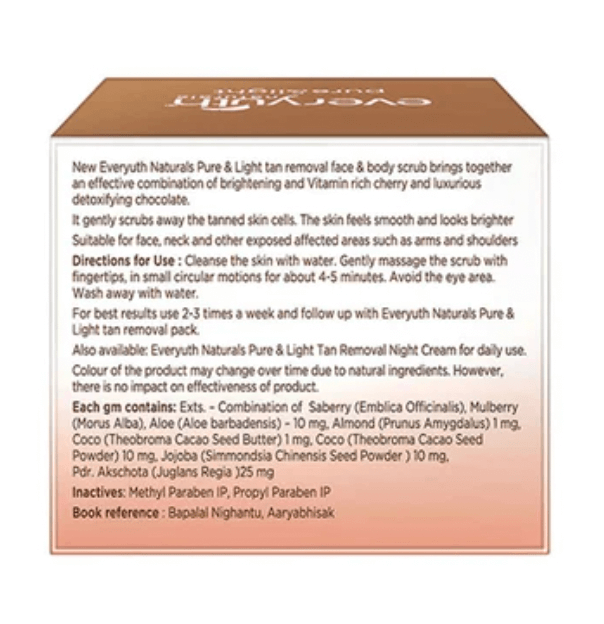 everyuth
naturals
pure&light
New Everyuth Naturals Pure & Light tan removal face & body scrub brings together
an effective combination of brightening and Vitamin rich cherry and luxurious
detoxifying chocolate.
It gently scrubs away the tanned skin cells. The skin feels smooth and looks brighter
Suitable for face, neck and other exposed affected areas such as arms and shoulders
Directions for Use : Cleanse the skin with water. Gently massage the scrub with
fingertips, in small circular motions for about 4-5 minutes. Avoid the eye area.
Wash away with water.
For best results use 2-3 times a week and follow up with Everyuth Naturals Pure &
Light tan removal pack.
Also available: Everyuth Naturals Pure & Light Tan Removal Night Cream for daily use.
Colour of the product may change over time due to natural ingredients. However,
there is no impact on effectiveness of product.
Each gm contains: Exts. - Combination of Saberry (Emblica Officinalis), Mulberry
(Morus Alba), Aloe (Aloe barbadensis) - 10 mg, Almond (Prunus Amygdalus) 1 mg,
Coco (Theobroma Cacao Seed Butter) 1 mg, Coco (Theobroma Cacao Seed
Powder) 10 mg, Jojoba (Simmondsia Chinensis Seed Powder ) 10 mg,
Pdr. Akschota (Juglans Regia )25 mg
Inactives: Methyl Paraben IP, Propyl Paraben IP
Book reference : Bapalal Nighantu, Aaryabhisak